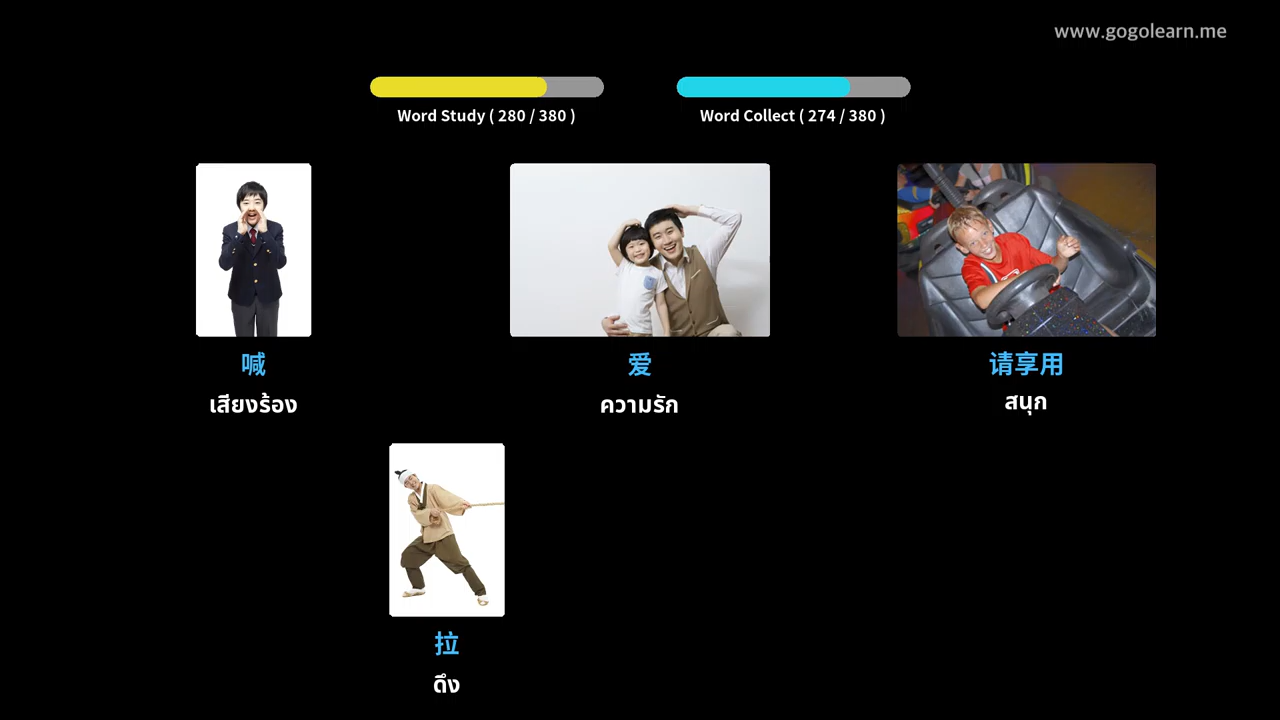 www.gogolearn.me
Word Study ( 280 / 380 )
Word Collect ( 274 / 380 )
喊
เสียงร้อง
爱
ความรัก
请享用
สนุก
拉
ดึง